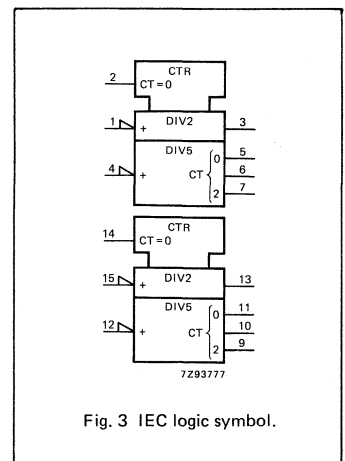 CTR
2 CT=0
DIV2
1 + 3
DIV5
0 5
4 + CT 6
2 7
CTR
14 CT=0
DIV2
15 + 13
DIV5
0 11
12 + CT 10
2 9
7Z93777
Fig. 3 IEC logic symbol.